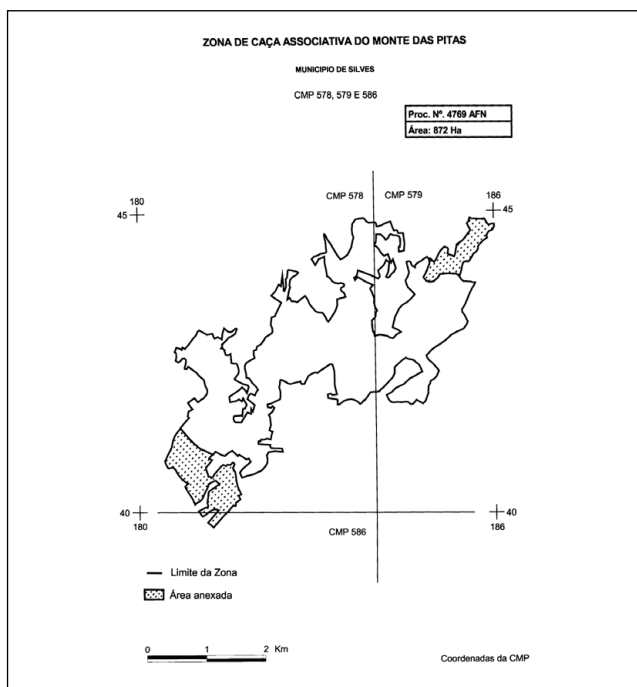 ZONA DE CAÇA ASSOCIATIVA DO MONTE DAS PITAS
MUNICIPIO DE SILVES
CMP 578, 579 E 586
Proc. Nº. 4769 AFN
Área: 872 Ha
180
45
CMP 578
CMP 579
186
45
40
180
CMP 586
40
186
Limite da Zona
Área anexada
0 1 2 Km
Coordenadas da CMP